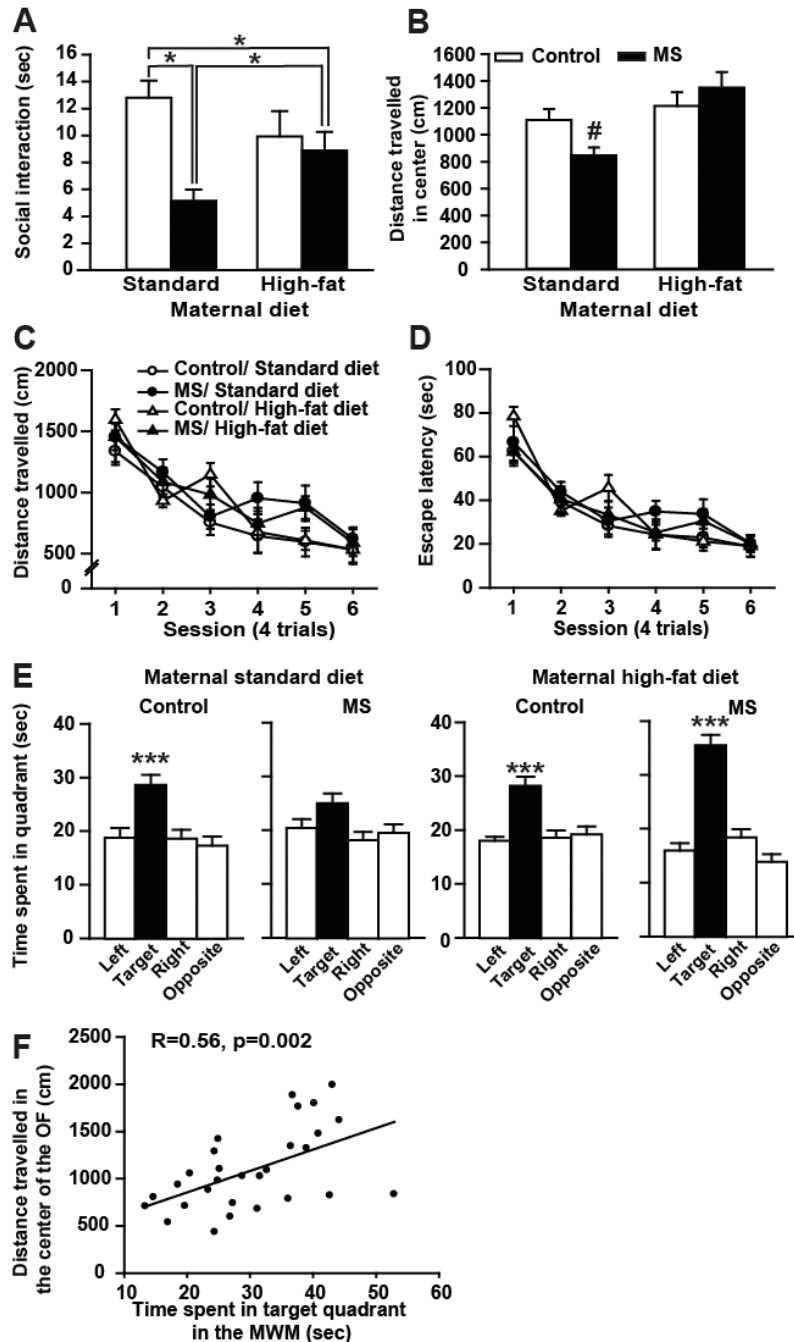 A
Social interaction (sec)
16
14
12
10
8
6
4
2
0
*
*
*
Standard
High-fat
Maternal diet
B
Distance travelled
in center (cm)
1600
1400
1200
1000
800
600
400
200
0
Control
MS
#
Standard
High-fat
Maternal diet
C
Distance travelled (cm)
2000
1500
1000
500
0
Control/ Standard diet
MS/ Standard diet
Control/ High-fat diet
MS/ High-fat diet
1 2 3 4 5 6
Session (4 trials)
D
Escape latency (sec)
100
80
60
40
20
0
1 2 3 4 5 6
Session (4 trials)
E
Time spent in quadrant (sec)
Maternal standard diet
Control
40
30
20
10
0
***
Left
Target
Right
Opposite
MS
Left
Target
Right
Opposite
Maternal high-fat diet
Control
40
30
20
10
0
***
Left
Target
Right
Opposite
MS
***
Left
Target
Right
Opposite
F
R=0.56, p=0.002
Distance travelled in
the center of the OF (cm)
2500
2000
1500
1000
500
0
10 20 30 40 50 60
Time spent in target quadrant
in the MWM (sec)